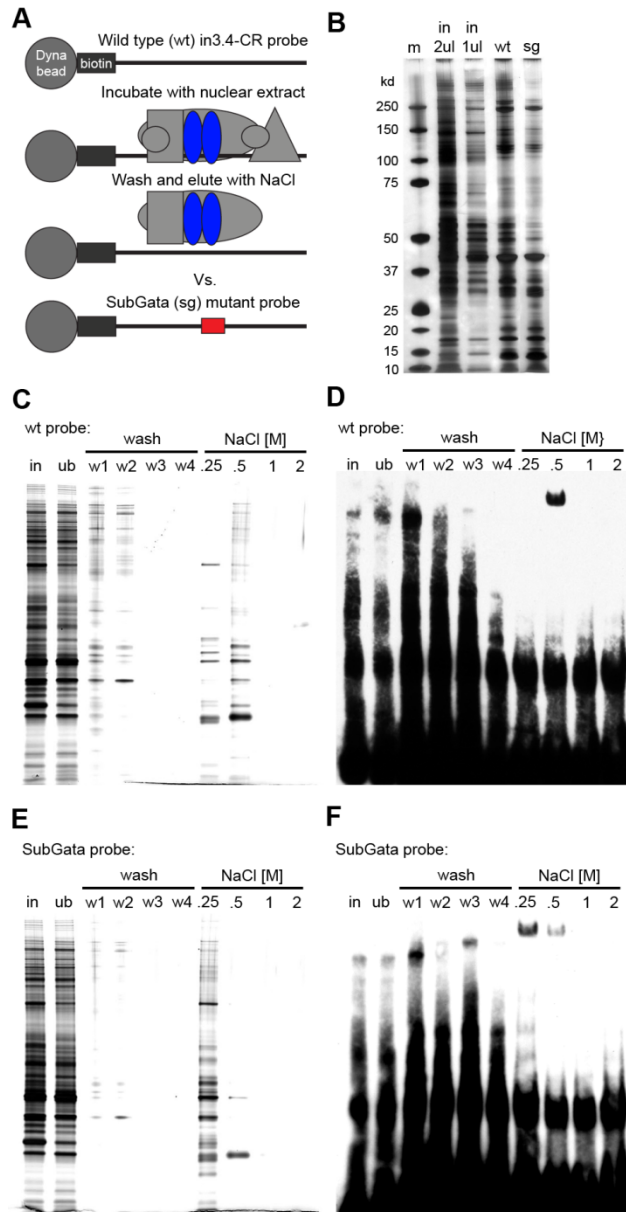 A
Wild type (wt) in3.4-CR probe
Dyna
bead
biotin
Incubate with nuclear extract
Wash and elute with NaCl
Vs.
SubGata (sg) mutant probe
B
in in
m 2ul 1ul wt sg
kd
250
150
100
75
50
37
25
20
15
10
C
wt probe:
wash NaCl [M]
in ub w1 w2 w3 w4 .25 .5 1 2
D
wt probe:
wash NaCl [M}
in ub w1 w2 w3 w4 .25 .5 1 2
E
SubGata probe:
wash NaCl [M]
in ub w1 w2 w3 w4 .25 .5 1 2
F
SubGata probe:
wash NaCl [M]
in ub w1 w2 w3 w4 .25 .5 1 2